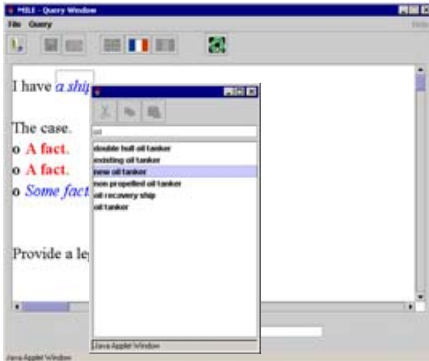 MILE - Query Window
File Query Help
I have a ship
The case.
o A fact.
o A fact.
o Some fact
Provide a le
oil
double hull oil tanker
existing oil tanker
new oil tanker
non propelled oil tanker
oil recovery ship
oil tanker
Java Applet Window
Java Applet Window